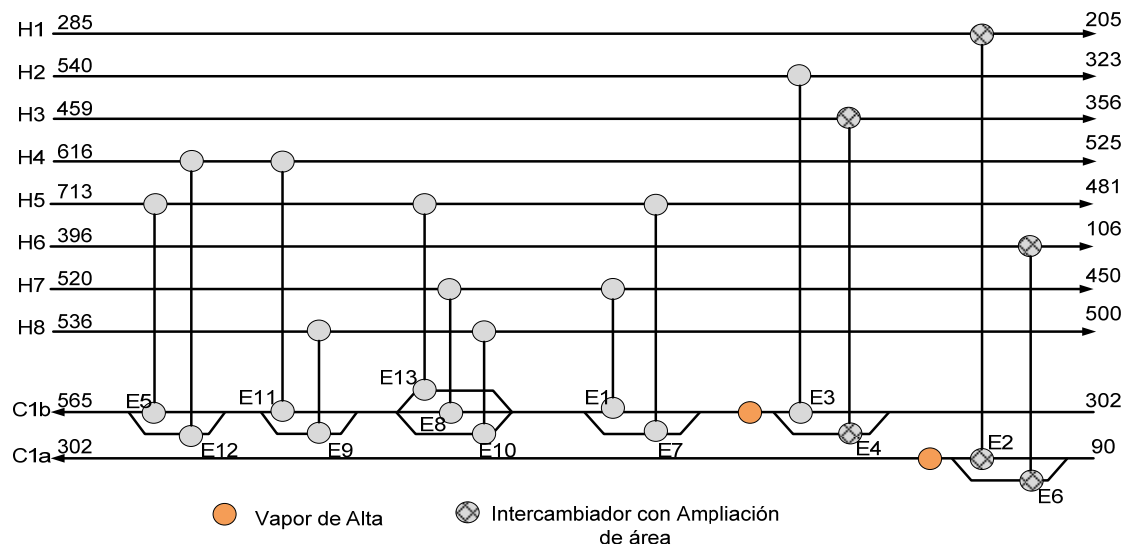 H1 285 205
H2 540 323
H3 459 356
H4 616 525
H5 713 481
H6 396 106
H7 520 450
H8 536 500
E13
E5 E11 E1 E3
C1b 565 302
E8
E12 E9 E10 E7 E4 E2
C1a 302 90
E6
Vapor de Alta
Intercambiador con Ampliación
de área